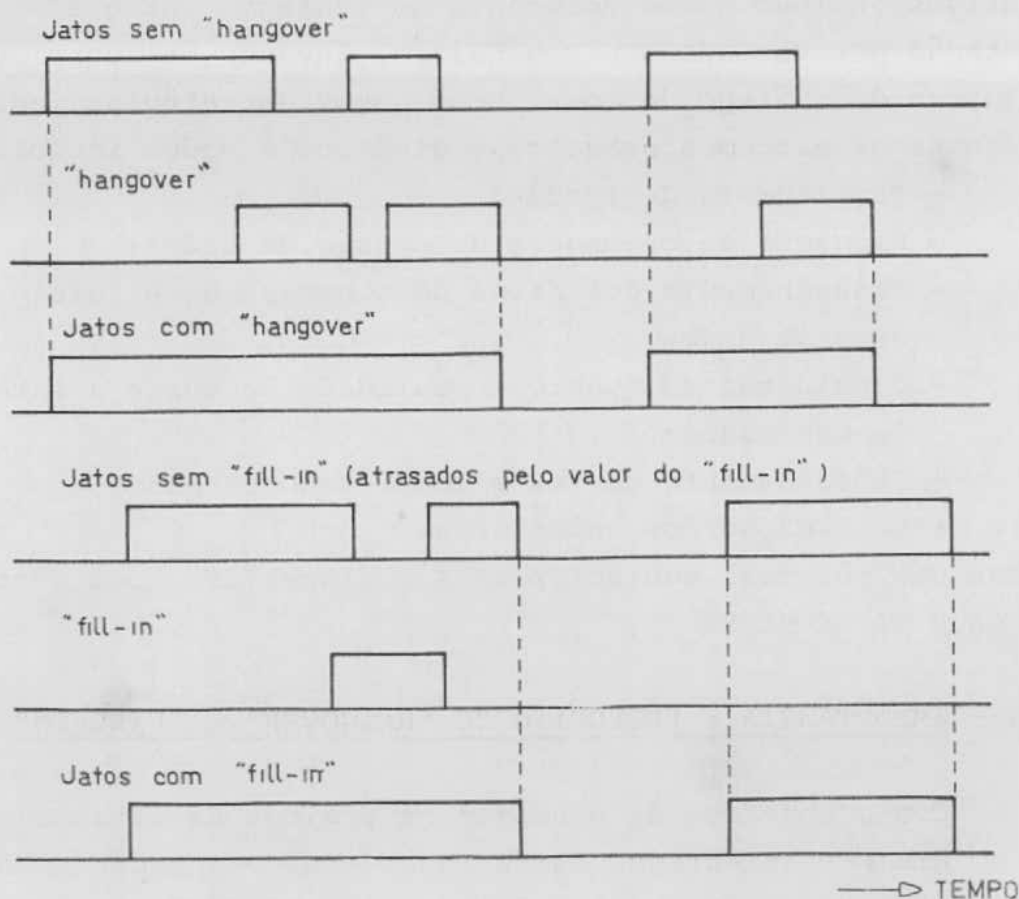 Jatos sem "hangover"
"hangover"
Jatos com "hangover"
Jatos sem "fill-in" (atrasados pelo valor do "fill-in")
"fill-in"
Jatos com "fill-in"
TEMPO